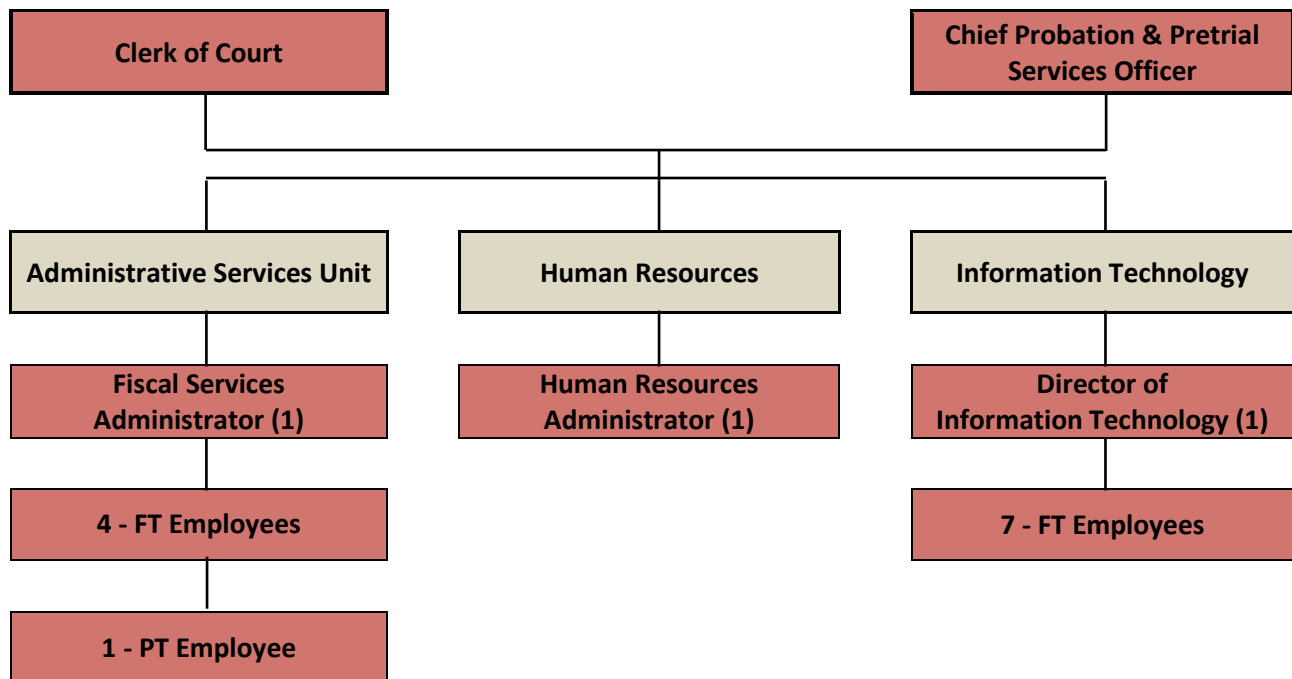 Clerk of Court
Chief Probation & Pretrial
Services Officer
Administrative Services Unit
Human Resources
Information Technology
Fiscal Services
Administrator (1)
Human Resources
Administrator (1)
Director of
Information Technology (1)
4 - FT Employees
7 - FT Employees
1 - PT Employee